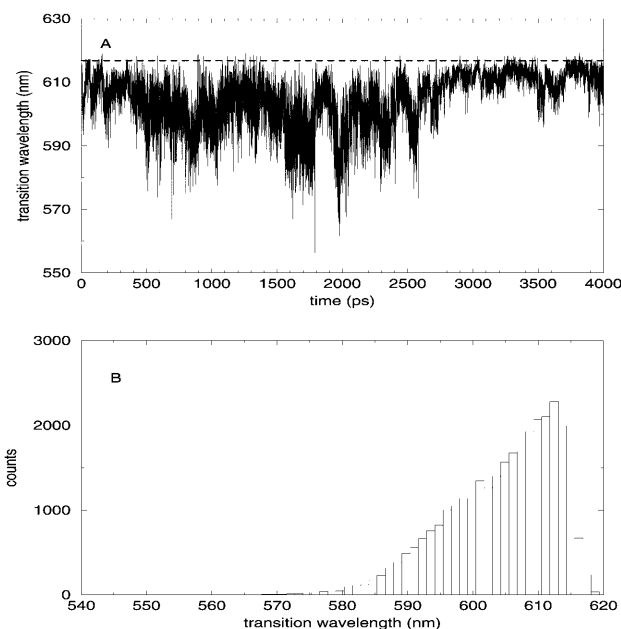 630
A
610
transition wavelength (nm)
590
570
550
0 500 1000 1500 2000 2500 3000 3500 4000
time (ps)
3000
B
2000
counts
1000
0
540 550 560 570 580 590 600 610 620
transition wavelength (nm)